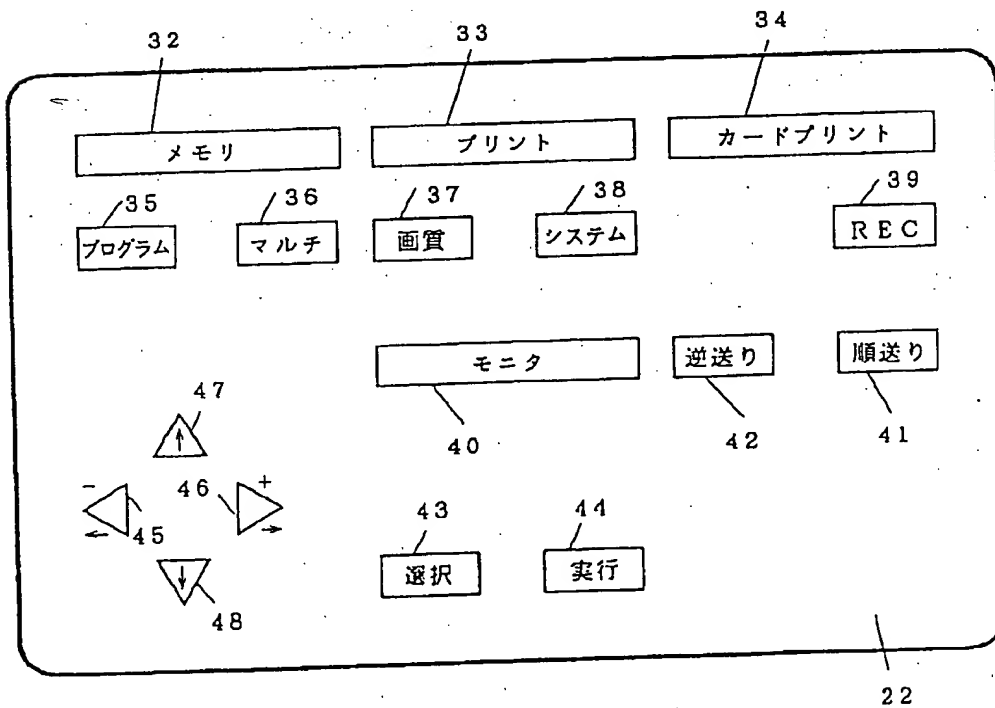 32 33 34
メモリ プリント カードプリント
35 36 37 38 39
プログラム マルチ 画質 システム REC
モニタ 逆送り 順送り
40 42 41
47
↑
- 46 +
← 45 →
43 44
選択 実行
↓
48
22